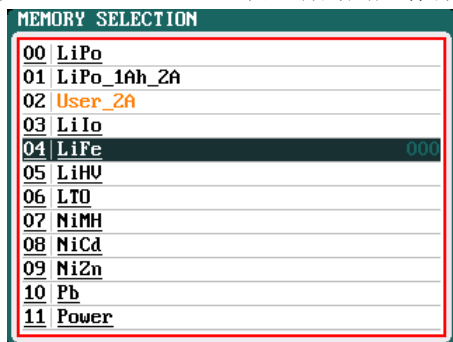 MEMORY SELECTION
00 LiPo
01 LiPo_1Ah_2A
02 User_2A
03 LiIo
04 LiFe 000
05 LiHV
06 LTO
07 NiMH
08 NiCd
09 NiZn
10 Pb
11 Power